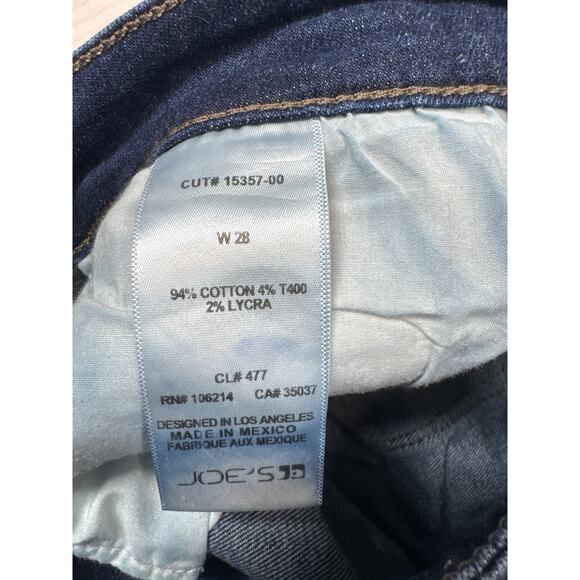 CUT# 15357-00
W 28
94% COTTON 4% T400
2% LYCRA
CL# 477
RN# 106214 CA# 35037
DESIGNED IN LOS ANGELES
MADE IN MEXICO
FABRIQUE AUX MEXIQUE
JOE'S